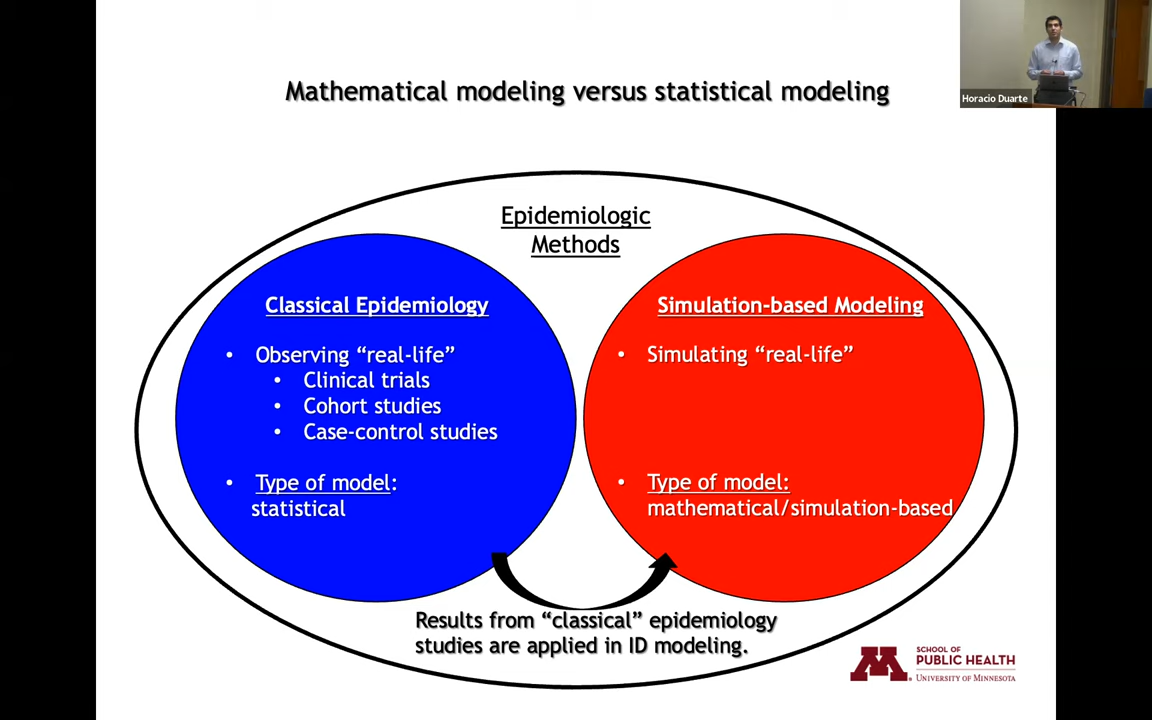 Mathematical modeling versus statistical modeling
Horacio Duarte
Epidemiologic
Methods
Classical Epidemiology
• Observing “real-life”
• Clinical trials
• Cohort studies
• Case-control studies
• Type of model:
statistical
Simulation-based Modeling
• Simulating “real-life”
• Type of model:
mathematical/simulation-based
Results from “classical” epidemiology
studies are applied in ID modeling.
M
SCHOOL OF
PUBLIC HEALTH
UNIVERSITY OF MINNESOTA